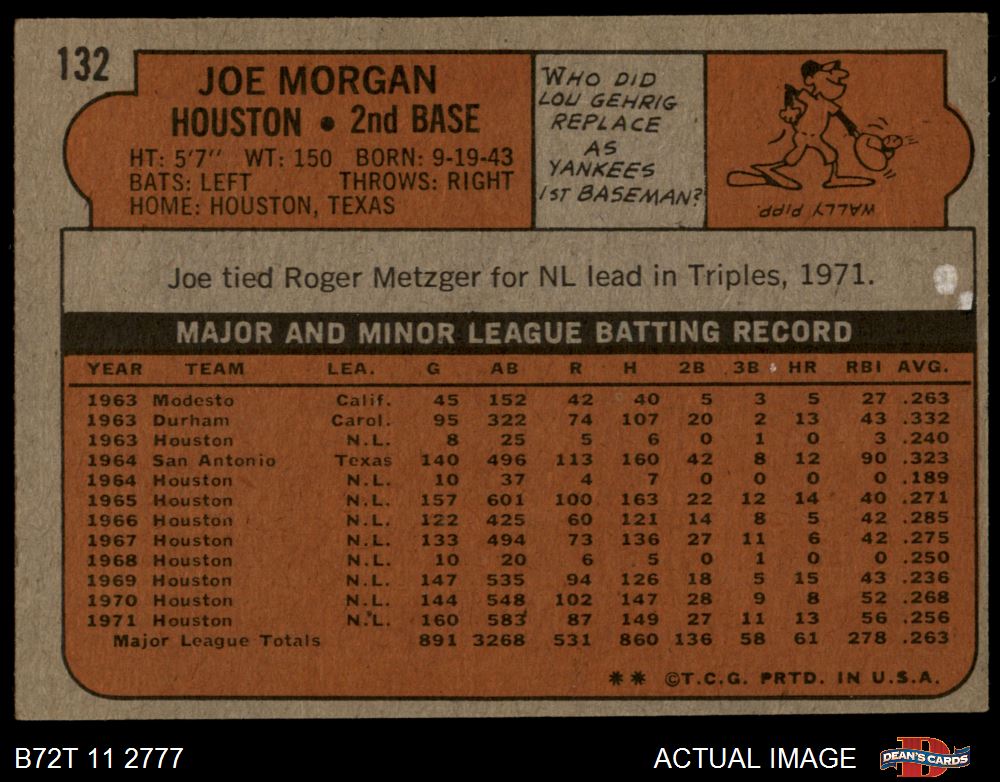 132
JOE MORGAN
HOUSTON • 2nd BASE
HT: 5'7" WT: 150 BORN: 9-19-43
BATS: LEFT THROWS: RIGHT
HOME: HOUSTON, TEXAS
WHO DID
LOU GEHRIG
REPLACE
AS
YANKEES
1ST BASEMAN?
WALLY PIPP.
Joe tied Roger Metzger for NL lead in Triples, 1971.
MAJOR AND MINOR LEAGUE BATTING RECORD
YEAR TEAM LEA. G AB R H 2B 3B HR RBI AVG.
1963 Modesto Calif. 45 152 42 40 5 3 5 27 .263
1963 Durham Carol. 95 322 74 107 20 2 13 43 .332
1963 Houston N.L. 8 25 5 6 0 1 0 3 .240
1964 San Antonio Texas 140 496 113 160 42 8 12 90 .323
1964 Houston N.L. 10 37 4 7 0 0 0 0 .189
1965 Houston N.L. 157 601 100 163 22 12 14 40 .271
1966 Houston N.L. 122 425 60 121 14 8 5 42 .285
1967 Houston N.L. 133 494 73 136 27 11 6 42 .275
1968 Houston N.L. 10 20 6 5 0 1 0 0 .250
1969 Houston N.L. 147 535 94 126 18 5 15 43 .236
1970 Houston N.L. 144 548 102 147 28 9 8 52 .268
1971 Houston N.L. 160 583 87 149 27 11 13 56 .256
Major League Totals 891 3268 531 860 136 58 61 278 .263
** ©T.C.G. PRTD. IN U.S.A.
B72T 11 2777
ACTUAL IMAGE
D
DEAN'S CARDS